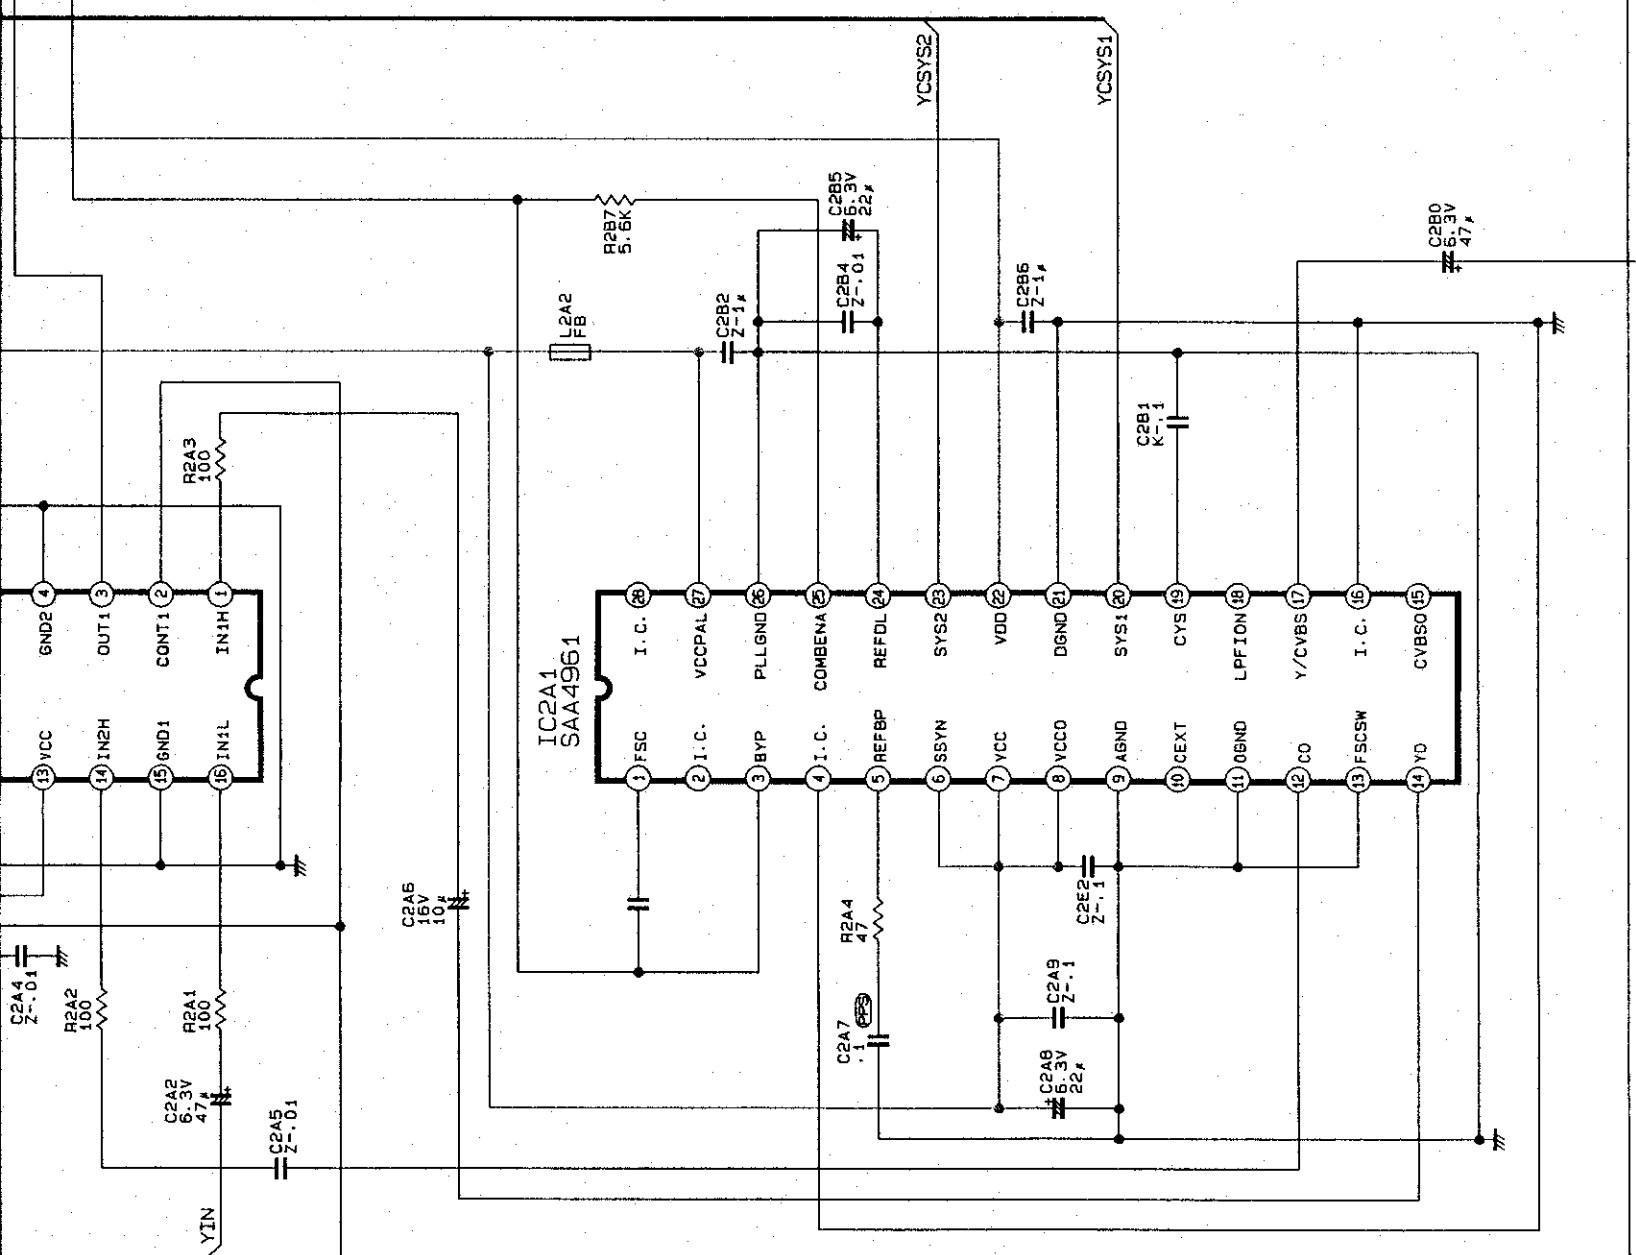 YCSYS2
YCSYS1
R2B7
5.6K
C2B5
6.3V
22μ
C2B4
Z-.01
C2B6
Z-1μ
C2B0
6.3V
47μ
L2A2
FB
C2B2
Z-1μ
C2B1
K-.1
R2A3
100
4
3
2
1
GND2
OUT1
CONT1
IN1H
VCC
IN2H
GND1
IN1L
13
14
15
16
IC2A1
SAA4961
28
27
26
25
24
23
22
21
20
19
18
17
16
15
I.C.
VCCPAL
PLLGND
COMBENA
REFDL
SYS2
VDD
DGND
SYS1
CYS
LPFION
Y/CVBS
I.C.
CVBSO
FSC
I.C.
BYP
I.C.
REFBP
SSYN
VCC
VCCO
AGND
CEXT
OGND
CO
FSCSW
YO
1
2
3
4
5
6
7
8
9
10
11
12
13
14
C2A6
16V
10μ
R2A4
47
C2E2
Z-.1
C2A9
Z-.1
C2A7
.1
PPS
C2A8
6.3V
22μ
C2A4
Z-.01
R2A2
100
R2A1
100
C2A2
6.3V
47μ
C2A5
Z-.01
YIN